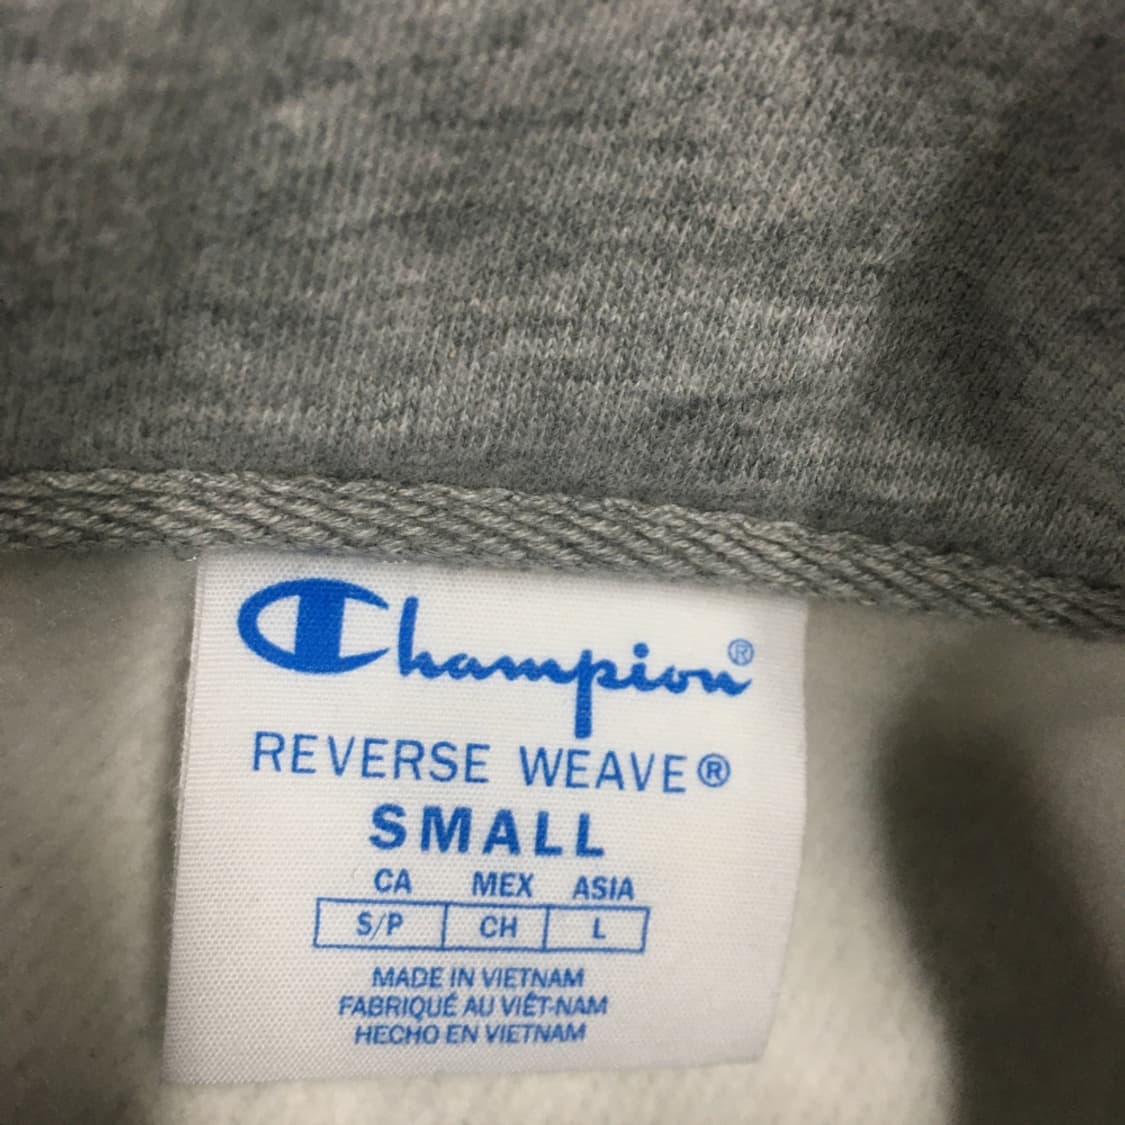 Champion®
REVERSE WEAVE®
SMALL
CA MEX ASIA
S/P CH L
MADE IN VIETNAM
FABRIQUÉ AU VIÊT-NAM
HECHO EN VIETNAM